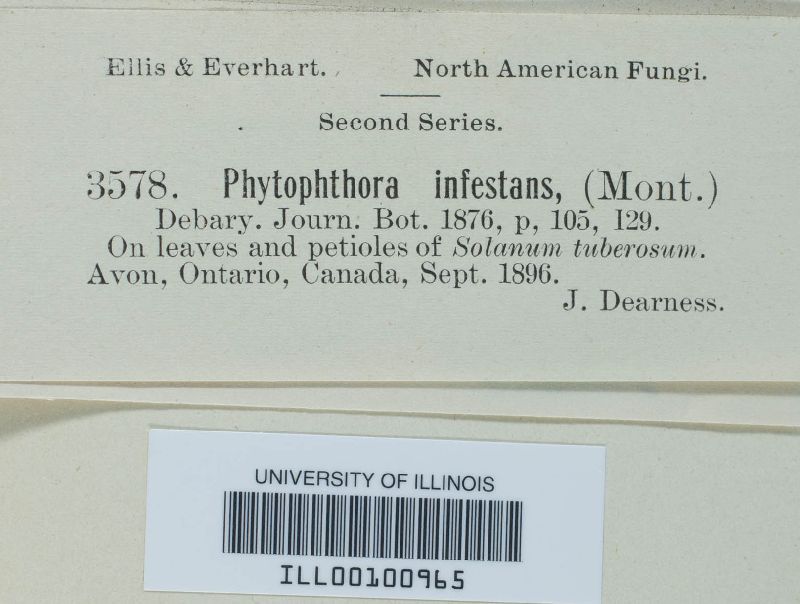 Ellis & Everhart. North American Fungi.
Second Series.
3578. Phytophthora infestans, (Mont.)
Debary. Journ. Bot. 1876, p, 105, 129.
On leaves and petioles of Solanum tuberosum.
Avon, Ontario, Canada, Sept. 1896.
J. Dearness.
UNIVERSITY OF ILLINOIS
ILL00100965